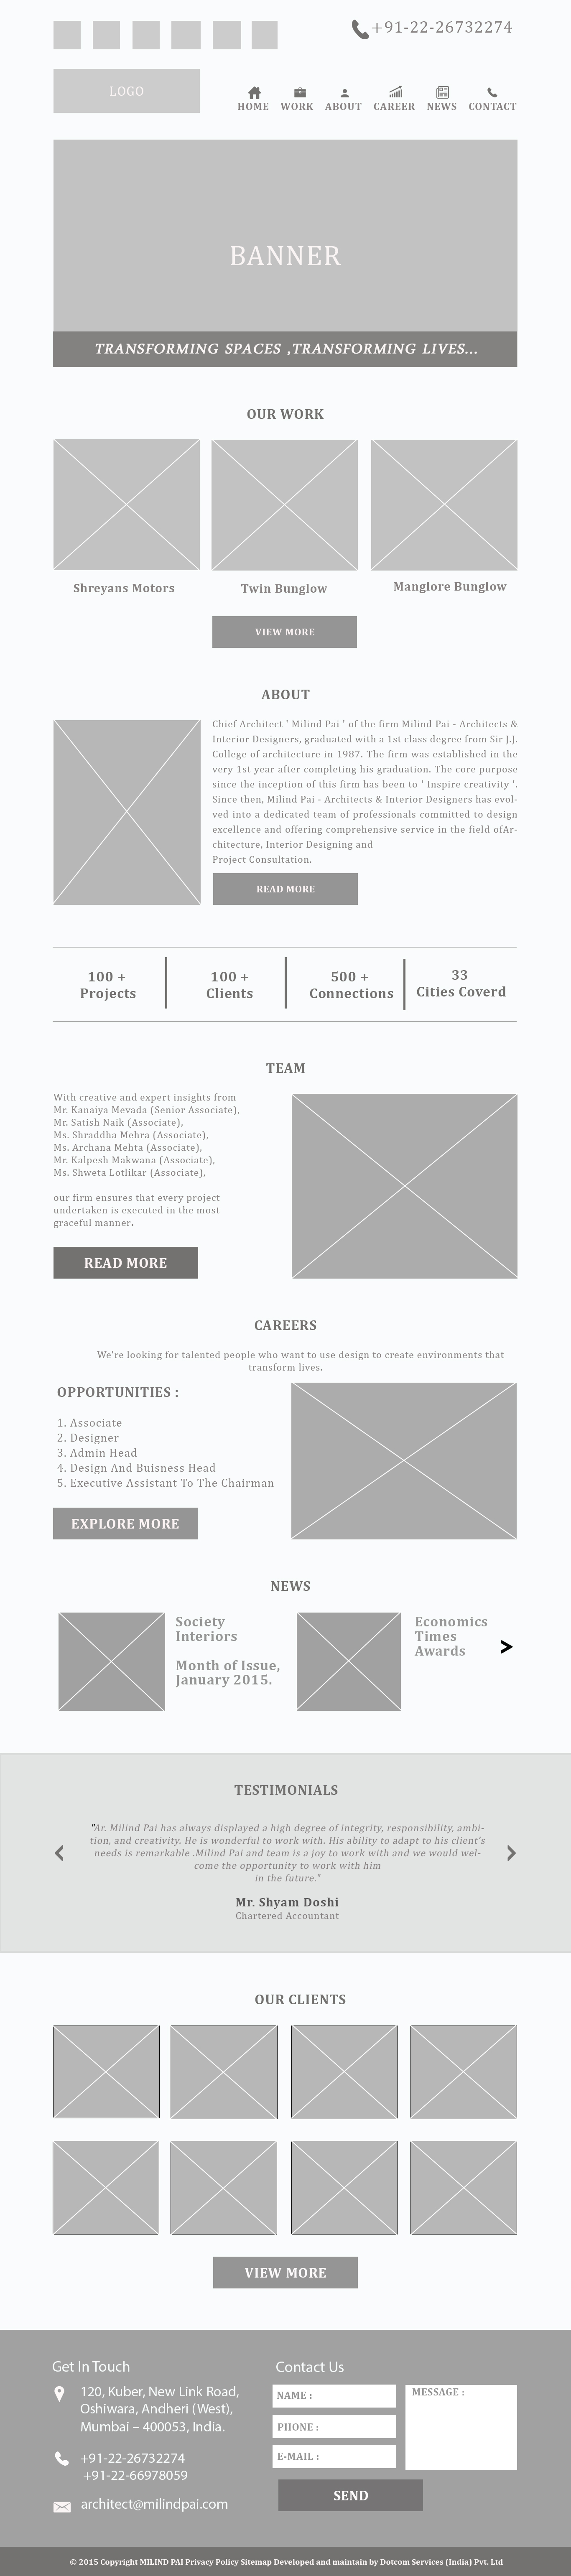 +91-22-26732274
LOGO
HOME WORK ABOUT CAREER NEWS CONTACT
BANNER
TRANSFORMING SPACES ,TRANSFORMING LIVES...
OUR WORK
Shreyans Motors
Twin Bunglow
Manglore Bunglow
VIEW MORE
ABOUT
Chief Architect ' Milind Pai ' of the firm Milind Pai - Architects &
Interior Designers, graduated with a 1st class degree from Sir J.J.
College of architecture in 1987. The firm was established in the
very 1st year after completing his graduation. The core purpose
since the inception of this firm has been to ' Inspire creativity '.
Since then, Milind Pai - Architects & Interior Designers has evol-
ved into a dedicated team of professionals committed to design
excellence and offering comprehensive service in the field ofAr-
chitecture, Interior Designing and
Project Consultation.
READ MORE
100 +
Projects
100 +
Clients
500 +
Connections
33
Cities Coverd
TEAM
With creative and expert insights from
Mr. Kanaiya Mevada (Senior Associate),
Mr. Satish Naik (Associate),
Ms. Shraddha Mehra (Associate),
Ms. Archana Mehta (Associate),
Mr. Kalpesh Makwana (Associate),
Ms. Shweta Lotlikar (Associate),
our firm ensures that every project
undertaken is executed in the most
graceful manner.
READ MORE
CAREERS
We're looking for talented people who want to use design to create environments that
transform lives.
OPPORTUNITIES :
1. Associate
2. Designer
3. Admin Head
4. Design And Buisness Head
5. Executive Assistant To The Chairman
EXPLORE MORE
NEWS
Society
Interiors
Month of Issue,
January 2015.
Economics
Times
Awards
>
TESTIMONIALS
"Ar. Milind Pai has always displayed a high degree of integrity, responsibility, ambi-
tion, and creativity. He is wonderful to work with. His ability to adapt to his client's
needs is remarkable .Milind Pai and team is a joy to work with and we would wel-
come the opportunity to work with him
in the future."
Mr. Shyam Doshi
Chartered Accountant
OUR CLIENTS
VIEW MORE
Get In Touch
120, Kuber, New Link Road,
Oshiwara, Andheri (West),
Mumbai – 400053, India.
+91-22-26732274
+91-22-66978059
architect@milindpai.com
Contact Us
NAME :
PHONE :
E-MAIL :
MESSAGE :
SEND
© 2015 Copyright MILIND PAI Privacy Policy Sitemap Developed and maintain by Dotcom Services (India) Pvt. Ltd